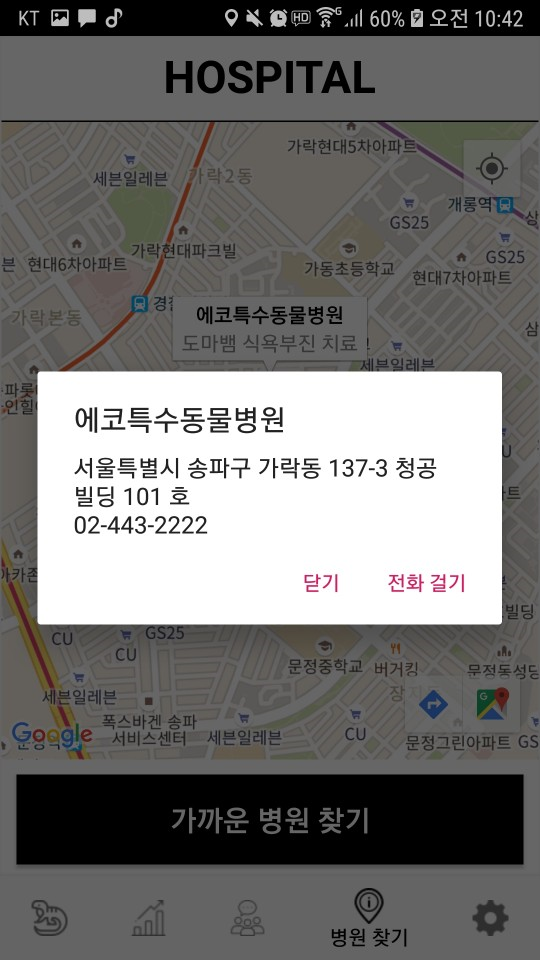 KT
HD
G
60%
오전 10:42
HOSPITAL
가락현대5차아파트
세븐일레븐
가락2동
개롱역
GS25
가락현대파크빌
GS25
현대6차아파트
가동초등학교
현대7차아파트
가락본동
에코특수동물병원
도마뱀 식욕부진 치료
세븐일레븐
에코특수동물병원
서울특별시 송파구 가락동 137-3 청공
빌딩 101 호
02-443-2222
닫기
전화 걸기
빌딩
CU
GS25
CU
문정중학교
버거킹
문정동성당
세븐일레븐
폭스바겐 송파
서비스센터
세븐일레븐
CU
Google
문정그린아파트
가까운 병원 찾기
병원 찾기